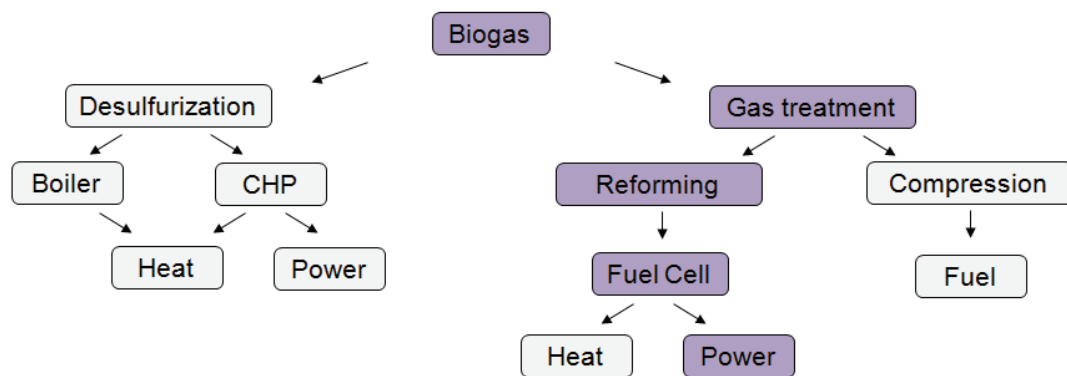 Biogas
Desulfurization
Gas treatment
Boiler
CHP
Reforming
Compression
Heat
Power
Fuel Cell
Fuel
Heat
Power